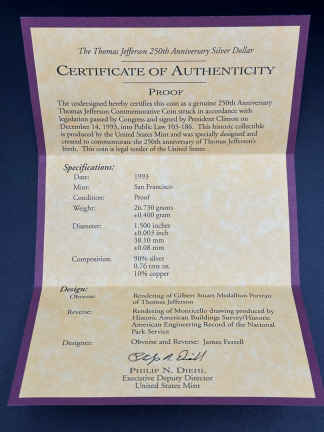 The Thomas Jefferson 250th Anniversary Silver Dollar
CERTIFICATE OF AUTHENTICITY
PROOF
The undersigned hereby certifies this coin as a genuine 250th Anniversary
Thomas Jefferson Commemorative Coin struck in accordance with
legislation passed by Congress and signed by President Clinton on
December 14, 1993, into Public Law 103-186. This historic collectible
is produced by the United States Mint and was specially designed and
created to commemorate the 250th anniversary of Thomas Jefferson's
birth. This coin is legal tender of the United States.
Specifications:
Date: 1993
Mint: San Francisco
Condition: Proof
Weight: 26.730 grams
±0.400 gram
Diameter: 1.500 inches
±0.003 inch
38.10 mm
±0.08 mm
Composition: 90% silver
0.76 troy oz.
10% copper
Design:
Obverse: Rendering of Gilbert Stuart Medallion Portrait
of Thomas Jefferson
Reverse: Rendering of Monticello drawing produced by
Historic American Buildings Survey/Historic
American Engineering Record of the National
Park Service
Designer: Obverse and Reverse: James Ferrell
Philip N. Diehl
PHILIP N. DIEHL
Executive Deputy Director
United States Mint